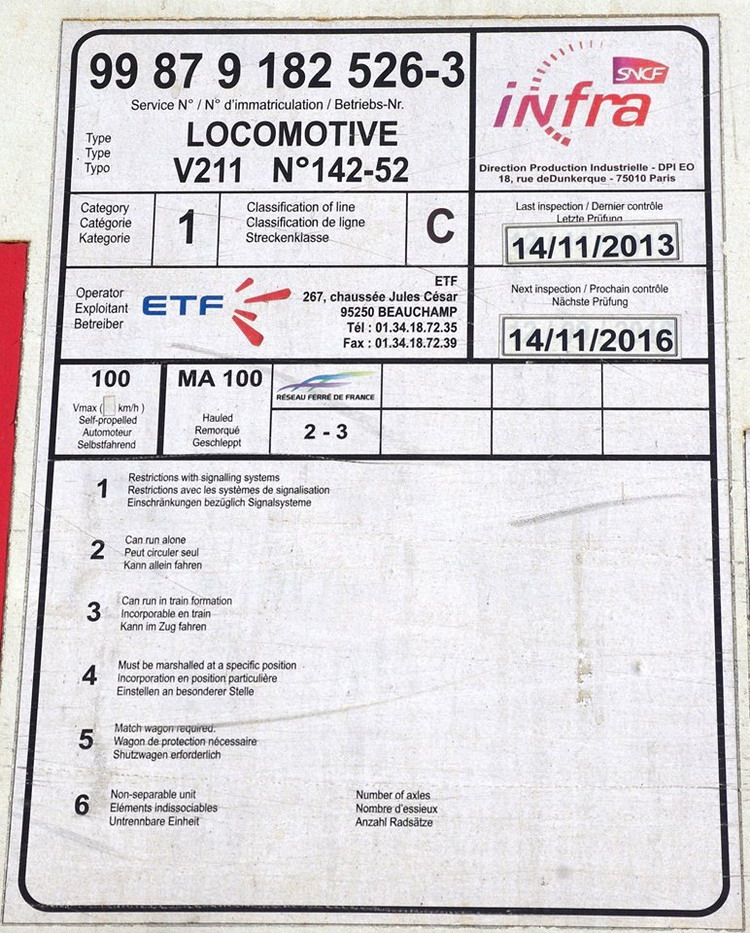 99 87 9 182 526-3
Service N° / N° d'immatriculation / Betriebs-Nr.
Type
Type
Typo
LOCOMOTIVE
V211 N°142-52
SNCF
infra
Direction Production Industrielle - DPI EO
18, rue deDunkerque - 75010 Paris
Category
Catégorie
Kategorie
1
Classification of line
Classification de ligne
Streckenklasse
C
Last inspection / Dernier contrôle
Letzte Prüfung
14/11/2013
Operator
Exploitant
Betreiber
ETF
ETF
267, chaussée Jules César
95250 BEAUCHAMP
Tél : 01.34.18.72.35
Fax : 01.34.18.72.39
Next inspection / Prochain contrôle
Nächste Prüfung
14/11/2016
100
Vmax ( km/h )
Self-propelled
Automoteur
Selbstfahrend
MA 100
Hauled
Remorqué
Geschleppt
RÉSEAU FERRÉ DE FRANCE
2 - 3
1
Restrictions with signalling systems
Restrictions avec les systèmes de signalisation
Einschränkungen bezüglich Signalsysteme
2
Can run alone
Peut circuler seul
Kann allein fahren
3
Can run in train formation
Incorporable en train
Kann im Zug fahren
4
Must be marshalled at a specific position
Incorporation en position particulière
Einstellen an besonderer Stelle
5
Match wagon required.
Wagon de protection nécessaire
Shutzwagen erforderlich
6
Non-separable unit
Eléments indissociables
Untrennbare Einheit
Number of axles
Nombre d'essieux
Anzahl Radsätze